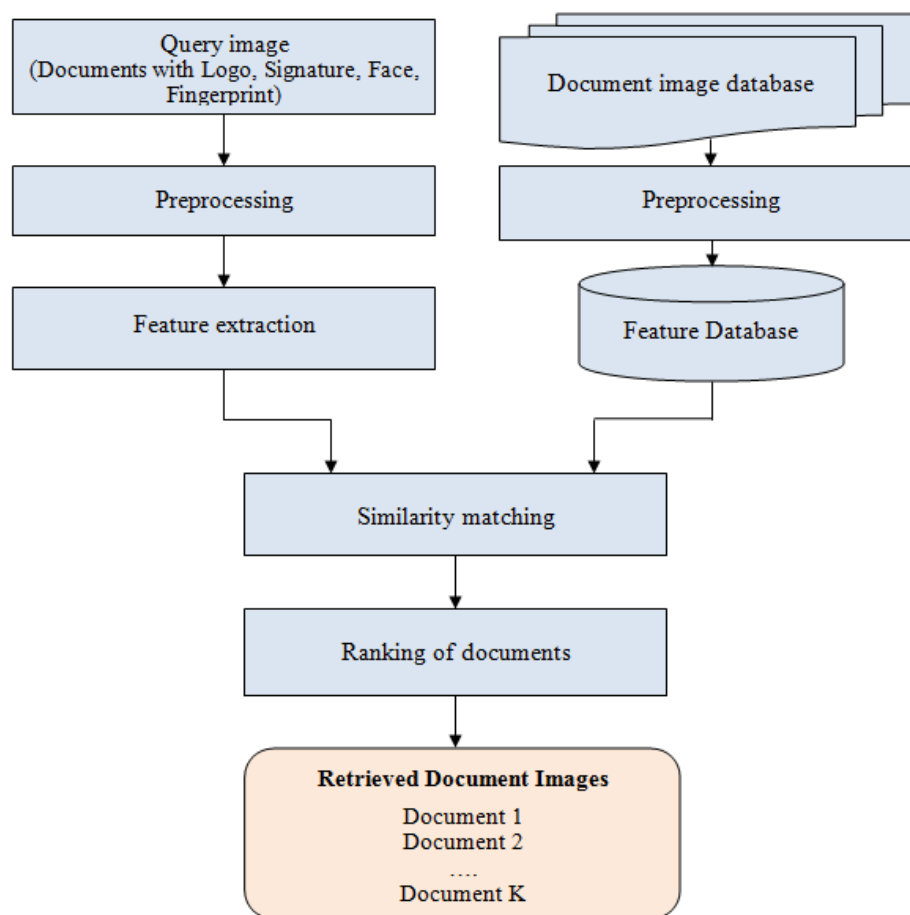 Query image
(Documents with Logo, Signature, Face,
Fingerprint)
Document image database
Preprocessing
Preprocessing
Feature extraction
Feature Database
Similarity matching
Ranking of documents
Retrieved Document Images
Document 1
Document 2
....
Document K